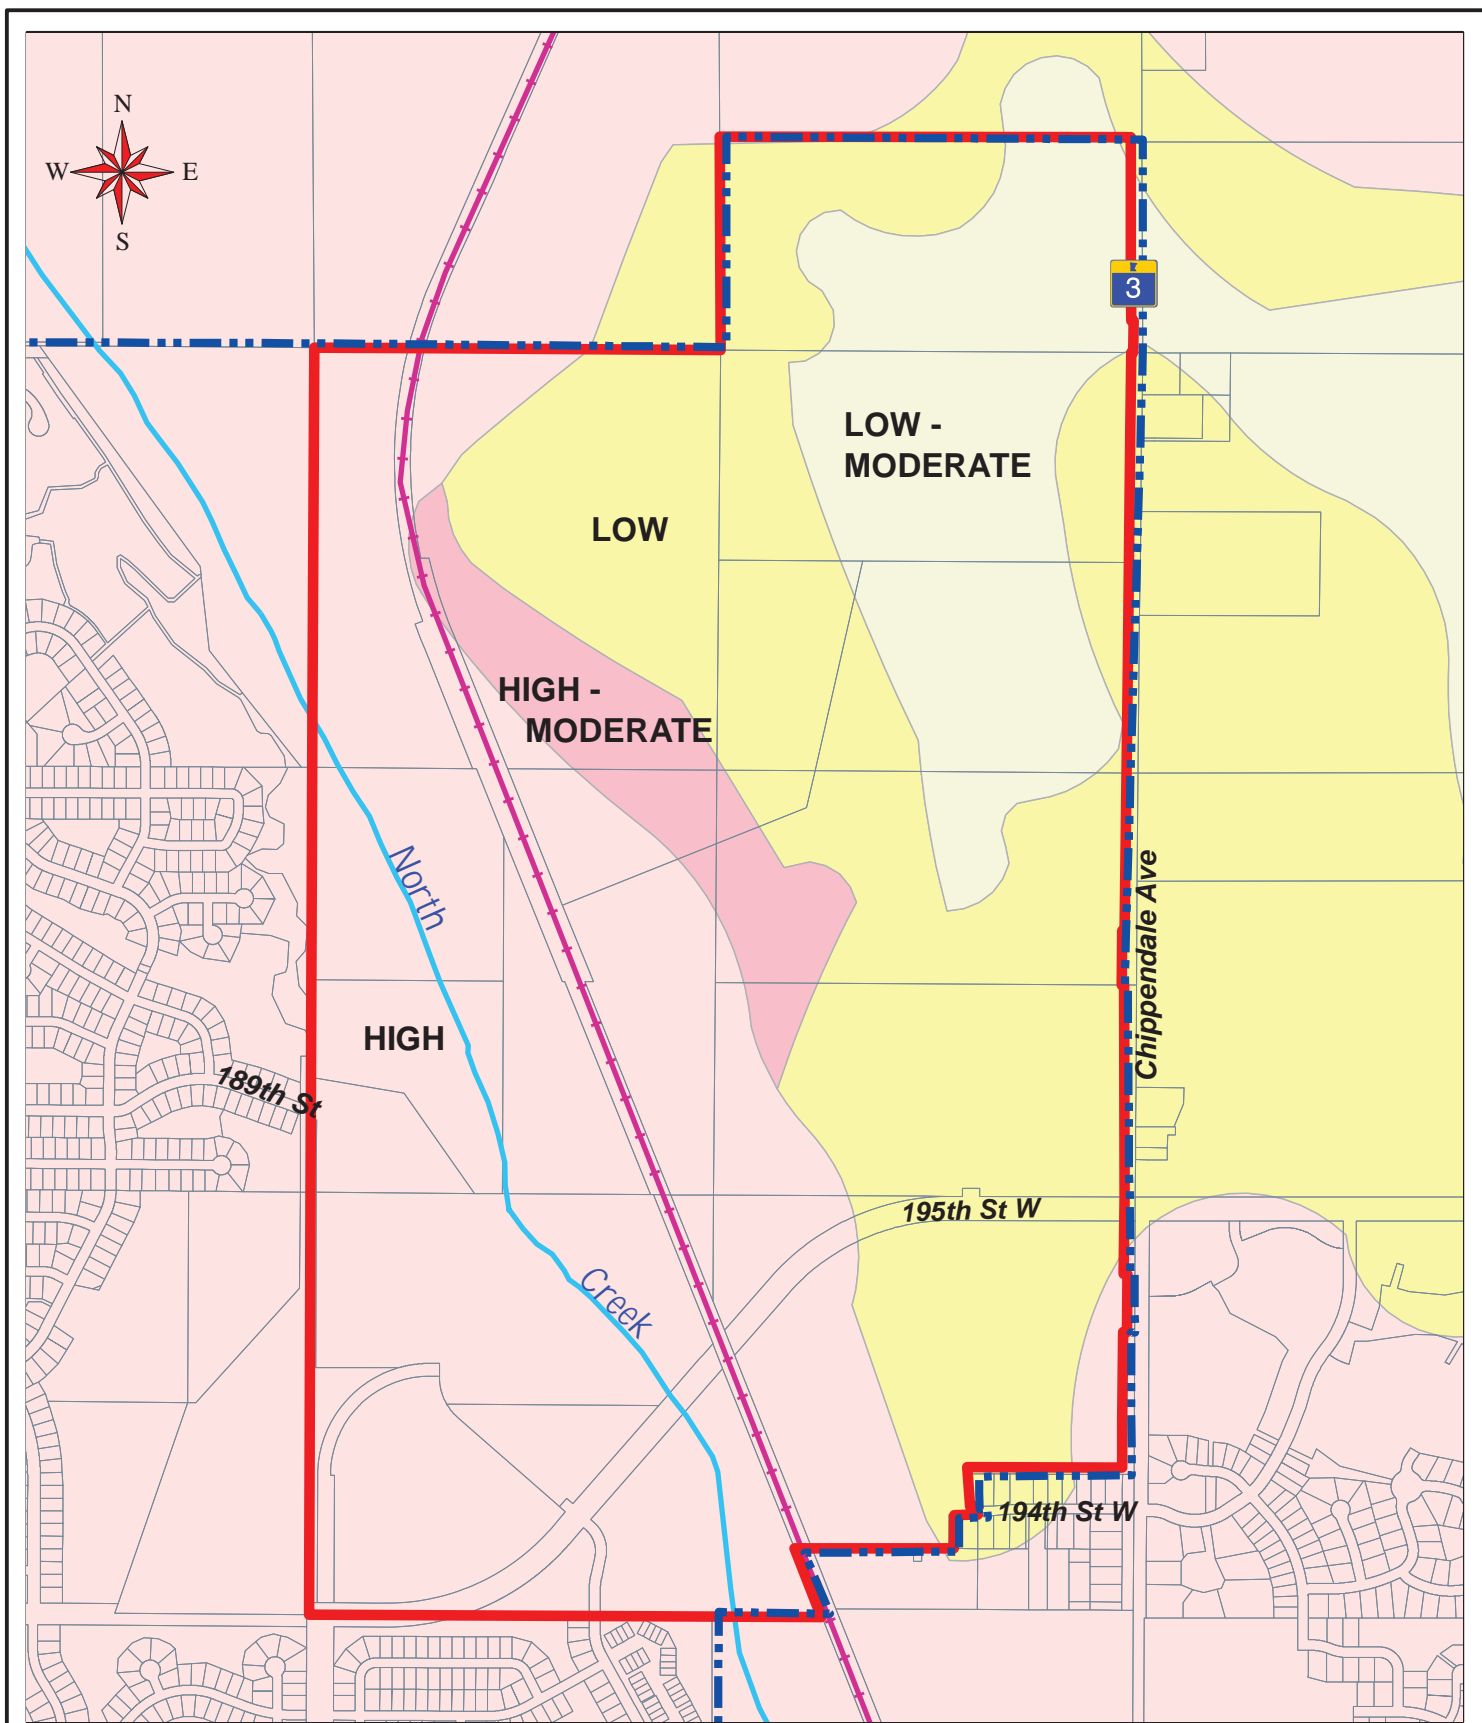 N
W E
S
3
LOW -
MODERATE
LOW
HIGH -
MODERATE
North
Chippendale Ave
HIGH
189th St
195th St W
Creek
194th St W